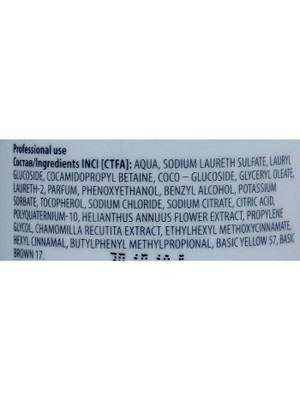 Professional use
Состав/Ingredients INCI [CTFA]: AQUA, SODIUM LAURETH SULFATE, LAURYL
GLUCOSIDE, COCAMIDOPROPYL BETAINE, COCO – GLUCOSIDE, GLYCERYL OLEATE,
LAURETH-2, PARFUM, PHENOXYETHANOL, BENZYL ALCOHOL, POTASSIUM
SORBATE, TOCOPHEROL, SODIUM CHLORIDE, SODIUM CITRATE, CITRIC ACID,
POLYQUATERNIUM-10, HELIANTHUS ANNUUS FLOWER EXTRACT, PROPYLENE
GLYCOL, CHAMOMILLA RECUTITA EXTRACT, ETHYLHEXYL METHOXYCINNAMATE,
HEXYL CINNAMAL, BUTYLPHENYL METHYLPROPIONAL, BASIC YELLOW 57, BASIC
BROWN 17.